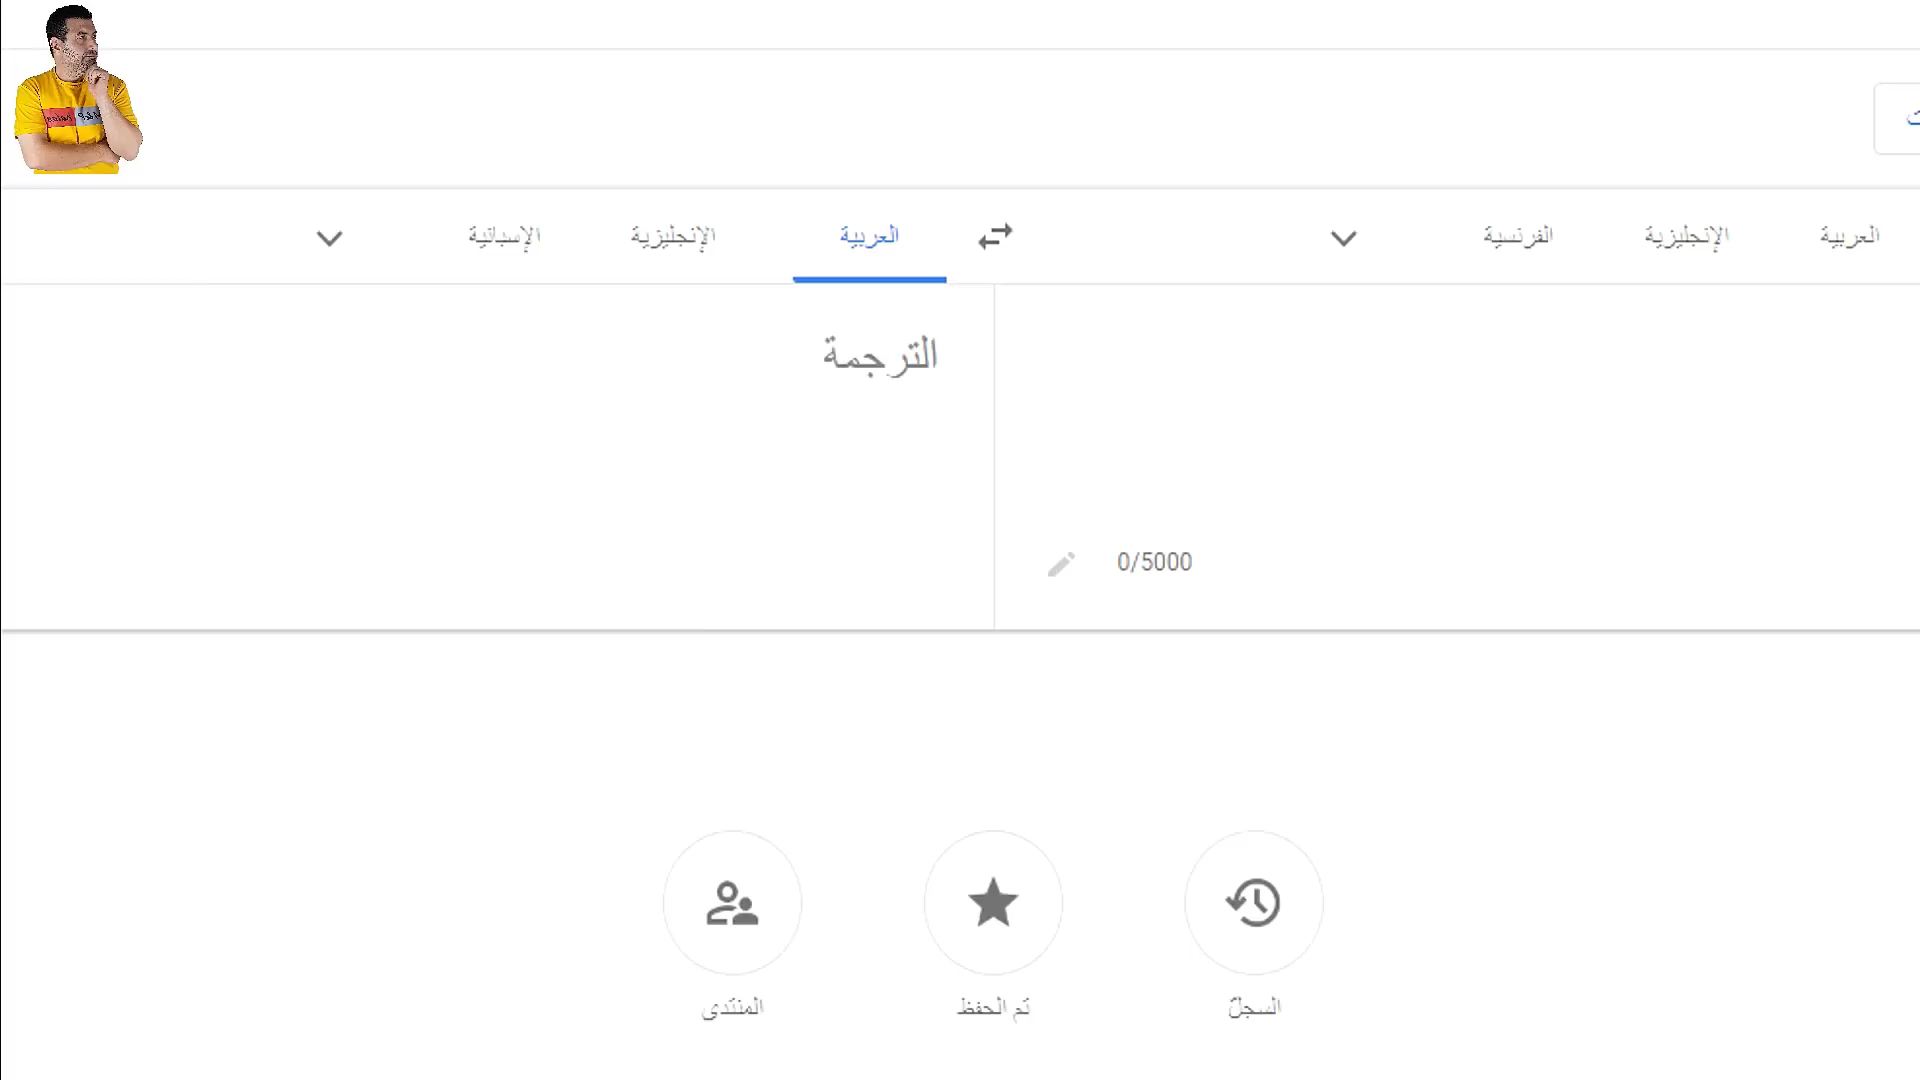 العربية الإنجليزية الفرنسية
العربية الإنجليزية الإسبانية
الترجمة
0/5000
السجلّ تم الحفظ المنتدى